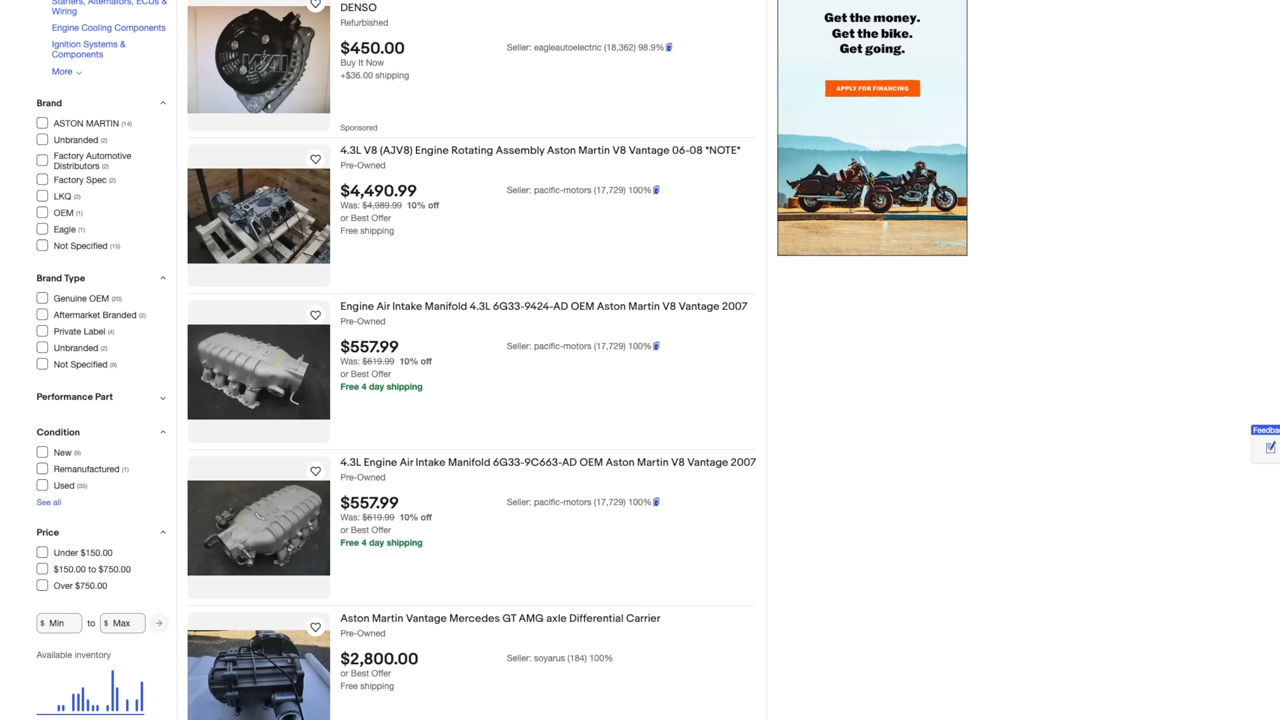 Starters, Alternators, ECUs &
Wiring
Engine Cooling Components
Ignition Systems &
Components
More
Brand
ASTON MARTIN (14)
Unbranded (2)
Factory Automotive
Distributors (2)
Factory Spec (2)
LKQ (2)
OEM (1)
Eagle (1)
Not Specified (15)
Brand Type
Genuine OEM (20)
Aftermarket Branded (2)
Private Label (4)
Unbranded (2)
Not Specified (9)
Performance Part
Condition
New (9)
Remanufactured (1)
Used (35)
See all
Price
Under $150.00
$150.00 to $750.00
Over $750.00
$ Min to $ Max
Available inventory
DENSO
Refurbished
$450.00
Buy It Now
+$36.00 shipping
Seller: eagleautoelectric (18,362) 98.9%
Sponsored
WAI
4.3L V8 (AJV8) Engine Rotating Assembly Aston Martin V8 Vantage 06-08 *NOTE*
Pre-Owned
$4,490.99
Was: $4,989.99 10% off
or Best Offer
Free shipping
Seller: pacific-motors (17,729) 100%
Engine Air Intake Manifold 4.3L 6G33-9424-AD OEM Aston Martin V8 Vantage 2007
Pre-Owned
$557.99
Was: $619.99 10% off
or Best Offer
Free 4 day shipping
Seller: pacific-motors (17,729) 100%
4.3L Engine Air Intake Manifold 6G33-9C663-AD OEM Aston Martin V8 Vantage 2007
Pre-Owned
$557.99
Was: $619.99 10% off
or Best Offer
Free 4 day shipping
Seller: pacific-motors (17,729) 100%
Aston Martin Vantage Mercedes GT AMG axle Differential Carrier
Pre-Owned
$2,800.00
or Best Offer
Free shipping
Seller: soyarus (184) 100%
Get the money.
Get the bike.
Get going.
APPLY FOR FINANCING
Feedba